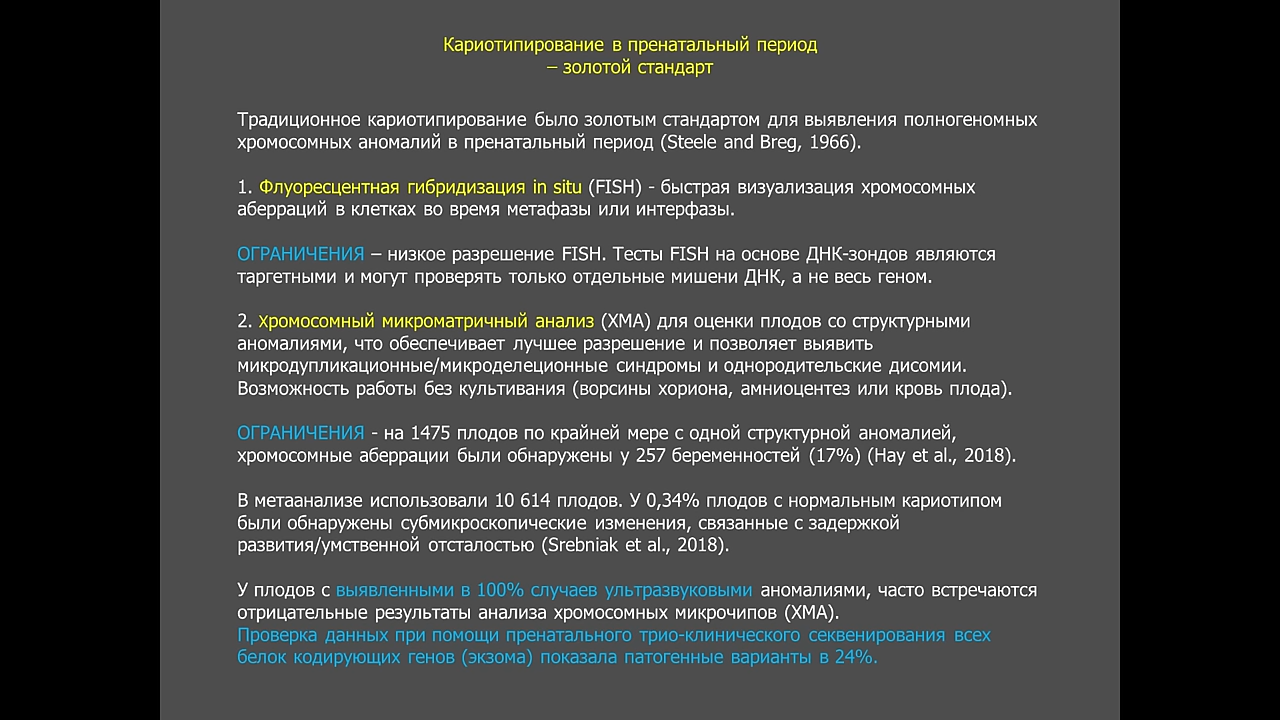 Кариотипирование в пренатальный период
– золотой стандарт
Традиционное кариотипирование было золотым стандартом для выявления полногеномных
хромосомных аномалий в пренатальный период (Steele and Breg, 1966).
1. Флуоресцентная гибридизация in situ (FISH) - быстрая визуализация хромосомных
аберраций в клетках во время метафазы или интерфазы.
ОГРАНИЧЕНИЯ – низкое разрешение FISH. Тесты FISH на основе ДНК-зондов являются
таргетными и могут проверять только отдельные мишени ДНК, а не весь геном.
2. Хромосомный микроматричный анализ (ХМА) для оценки плодов со структурными
аномалиями, что обеспечивает лучшее разрешение и позволяет выявить
микродупликационные/микроделеционные синдромы и однородительские дисомии.
Возможность работы без культивания (ворсины хориона, амниоцентез или кровь плода).
ОГРАНИЧЕНИЯ - на 1475 плодов по крайней мере с одной структурной аномалией,
хромосомные аберрации были обнаружены у 257 беременностей (17%) (Hay et al., 2018).
В метаанализе использовали 10 614 плодов. У 0,34% плодов с нормальным кариотипом
были обнаружены субмикроскопические изменения, связанные с задержкой
развития/умственной отсталостью (Srebniak et al., 2018).
У плодов с выявленными в 100% случаев ультразвуковыми аномалиями, часто встречаются
отрицательные результаты анализа хромосомных микрочипов (ХМА).
Проверка данных при помощи пренатального трио-клинического секвенирования всех
белок кодирующих генов (экзома) показала патогенные варианты в 24%.